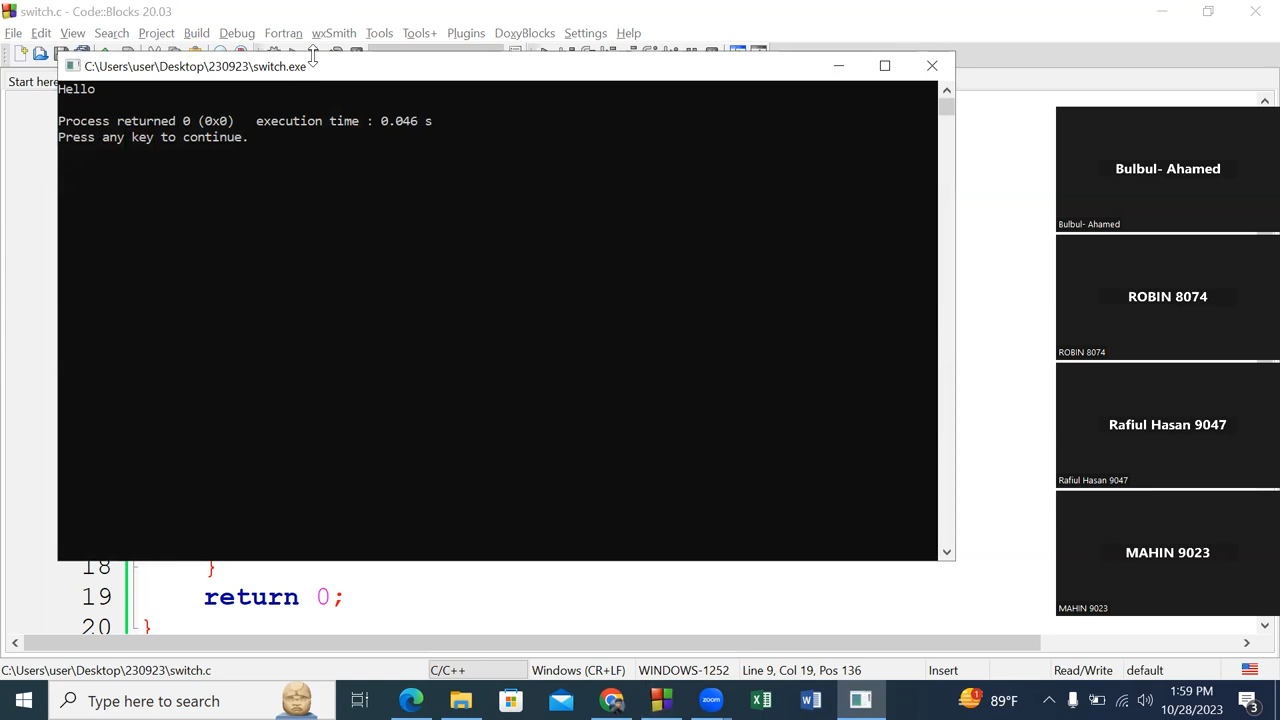 switch.c - Code::Blocks 20.03
File Edit View Search Project Build Debug Fortran wxSmith Tools Tools+ Plugins DoxyBlocks Settings Help
Start here
C:\Users\user\Desktop\230923\switch.exe
Hello
Process returned 0 (0x0)   execution time : 0.046 s
Press any key to continue.
Bulbul- Ahamed
Bulbul- Ahamed
ROBIN 8074
ROBIN 8074
Rafiul Hasan 9047
Rafiul Hasan 9047
MAHIN 9023
MAHIN 9023
18 }
19 return 0;
20 }
C:\Users\user\Desktop\230923\switch.c C/C++ Windows (CR+LF) WINDOWS-1252 Line 9, Col 19, Pos 136 Insert Read/Write default
Type here to search 89°F 1:59 PM
10/28/2023 3